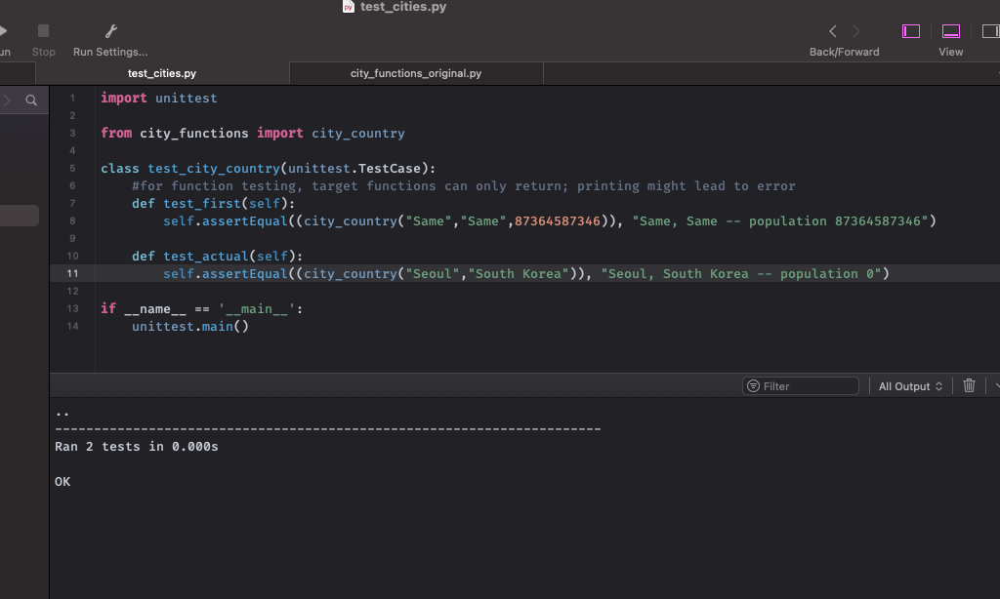 py test_cities.py
un Stop Run Settings... Back/Forward View
test_cities.py city_functions_original.py
1 import unittest
2
3 from city_functions import city_country
4
5 class test_city_country(unittest.TestCase):
6 #for function testing, target functions can only return; printing might lead to error
7 def test_first(self):
8 self.assertEqual((city_country("Same","Same",87364587346)), "Same, Same -- population 87364587346")
9
10 def test_actual(self):
11 self.assertEqual((city_country("Seoul","South Korea")), "Seoul, South Korea -- population 0")
12
13 if __name__ == '__main__':
14 unittest.main()
Filter All Output
..
----------------------------------------------------------------------
Ran 2 tests in 0.000s
OK